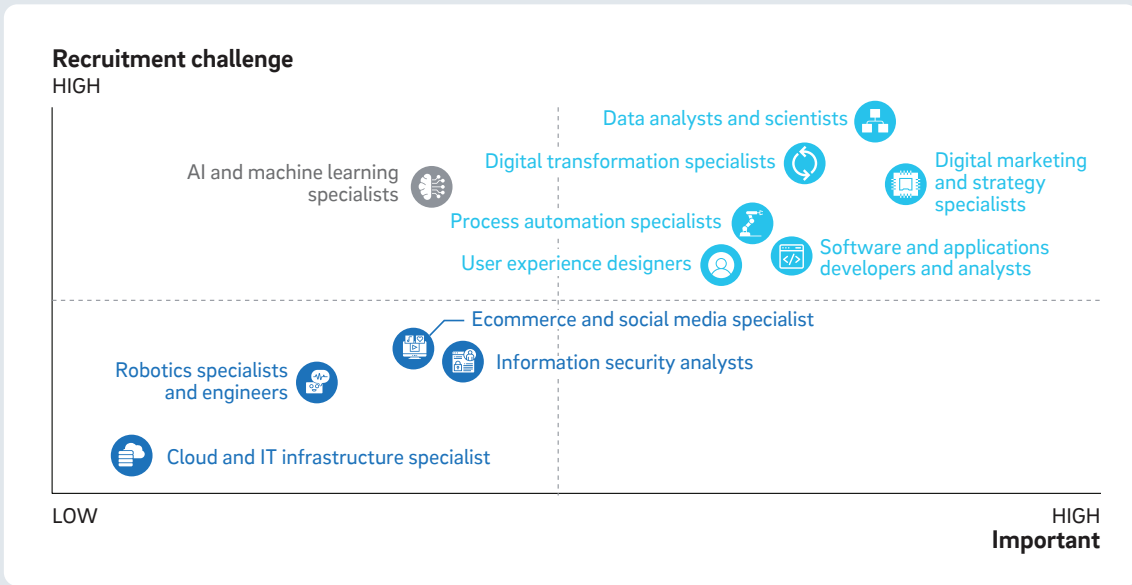 Recruitment challenge
HIGH
Data analysts and scientists
Digital transformation specialists
AI and machine learning
specialists
Digital marketing
and strategy
specialists
Process automation specialists
Software and applications
developers and analysts
User experience designers
Ecommerce and social media specialist
Information security analysts
Robotics specialists
and engineers
Cloud and IT infrastructure specialist
LOW
HIGH
Important